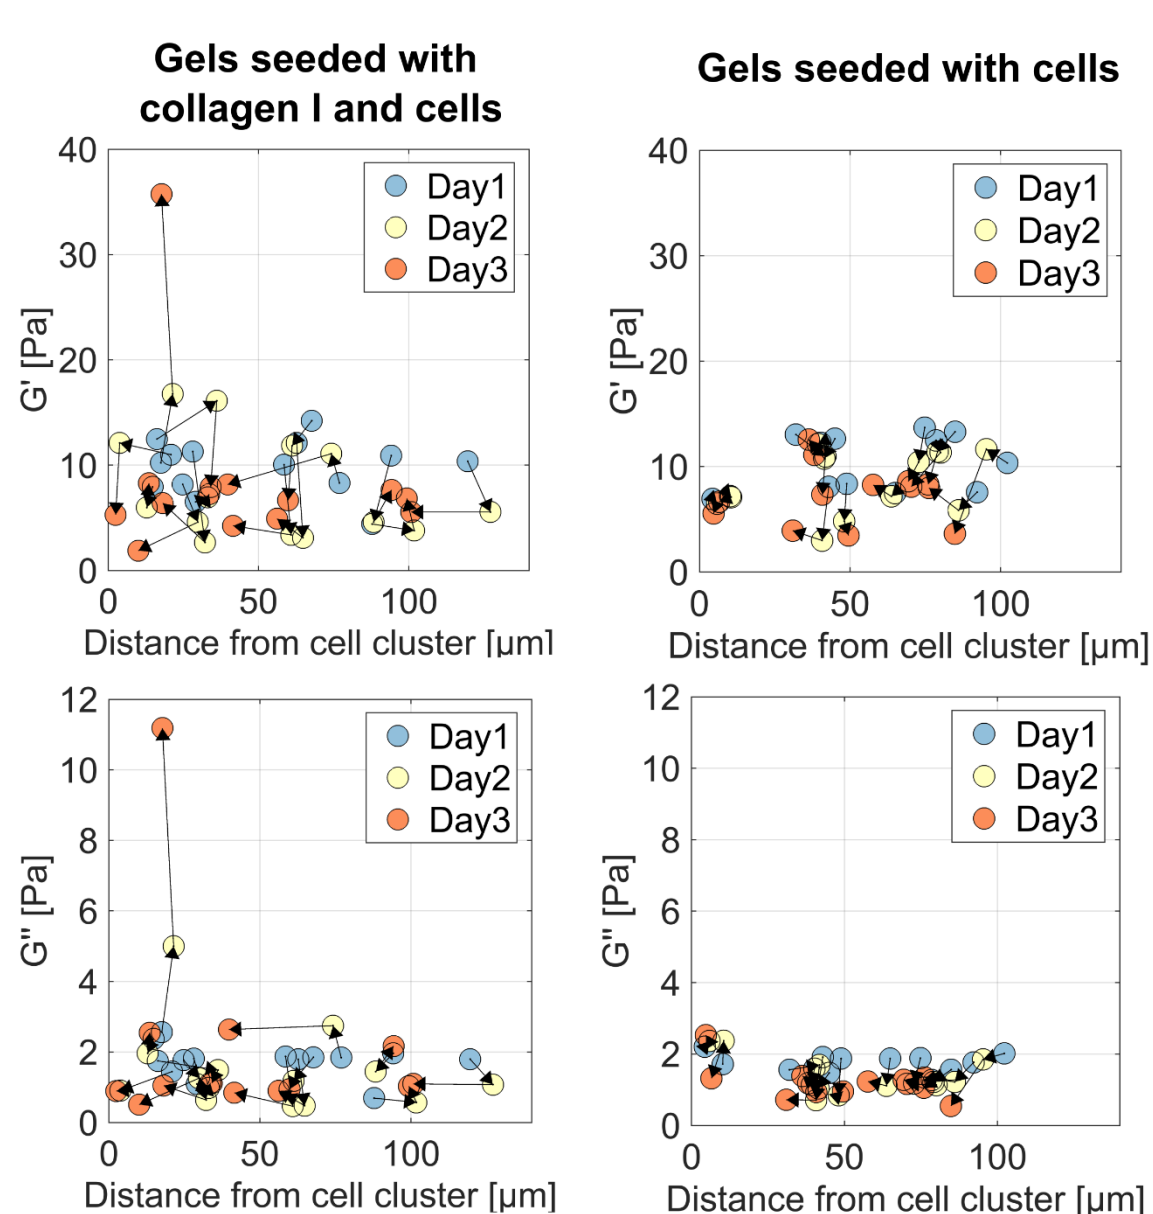 Gels seeded with
collagen I and cells
Gels seeded with cells
40
30
20
10
0
G' [Pa]
Day1
Day2
Day3
0 50 100
Distance from cell cluster [µm]
40
30
20
10
0
G' [Pa]
Day1
Day2
Day3
0 50 100
Distance from cell cluster [µm]
12
10
8
6
4
2
0
G" [Pa]
Day1
Day2
Day3
0 50 100
Distance from cell cluster [µm]
12
10
8
6
4
2
0
G" [Pa]
Day1
Day2
Day3
0 50 100
Distance from cell cluster [µm]